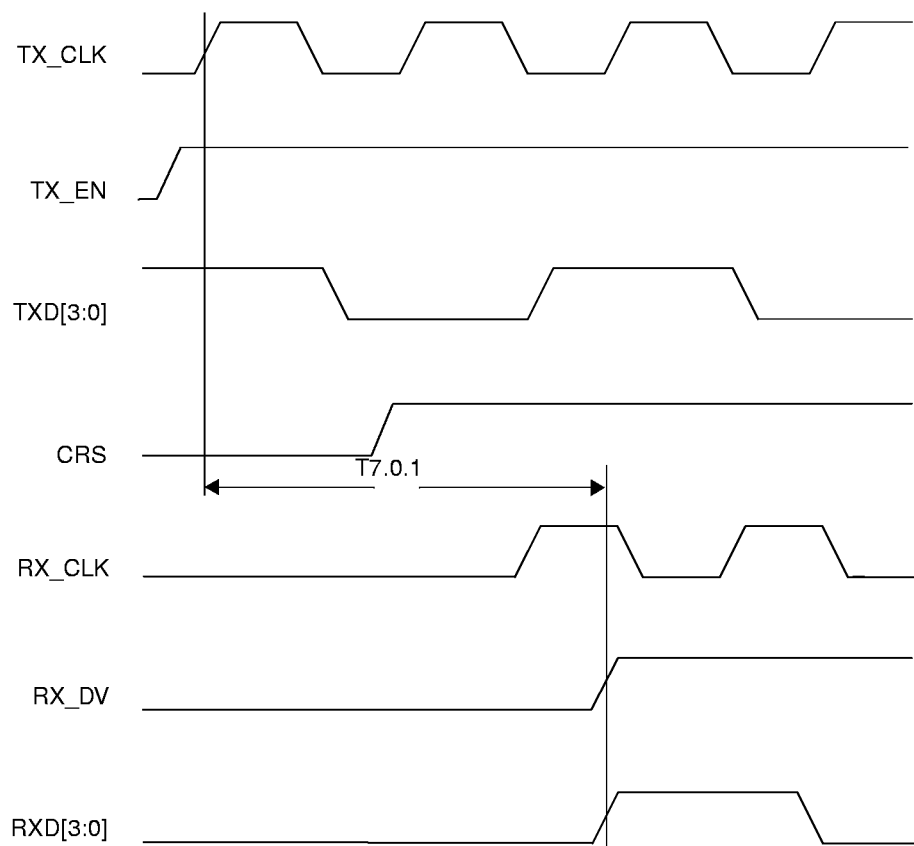 TX_CLK
TX_EN
TXD[3:0]
CRS
T7.0.1
RX_CLK
RX_DV
RXD[3:0]